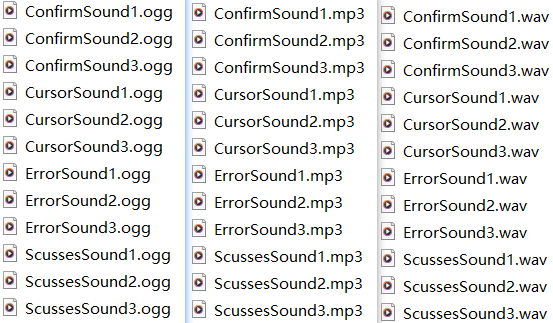 ConfirmSound1.ogg
ConfirmSound2.ogg
ConfirmSound3.ogg
CursorSound1.ogg
CursorSound2.ogg
CursorSound3.ogg
ErrorSound1.ogg
ErrorSound2.ogg
ErrorSound3.ogg
ScussesSound1.ogg
ScussesSound2.ogg
ScussesSound3.ogg
ConfirmSound1.mp3
ConfirmSound2.mp3
ConfirmSound3.mp3
CursorSound1.mp3
CursorSound2.mp3
CursorSound3.mp3
ErrorSound1.mp3
ErrorSound2.mp3
ErrorSound3.mp3
ScussesSound1.mp3
ScussesSound2.mp3
ScussesSound3.mp3
ConfirmSound1.wav
ConfirmSound2.wav
ConfirmSound3.wav
CursorSound1.wav
CursorSound2.wav
CursorSound3.wav
ErrorSound1.wav
ErrorSound2.wav
ErrorSound3.wav
ScussesSound1.wav
ScussesSound2.wav
ScussesSound3.wav